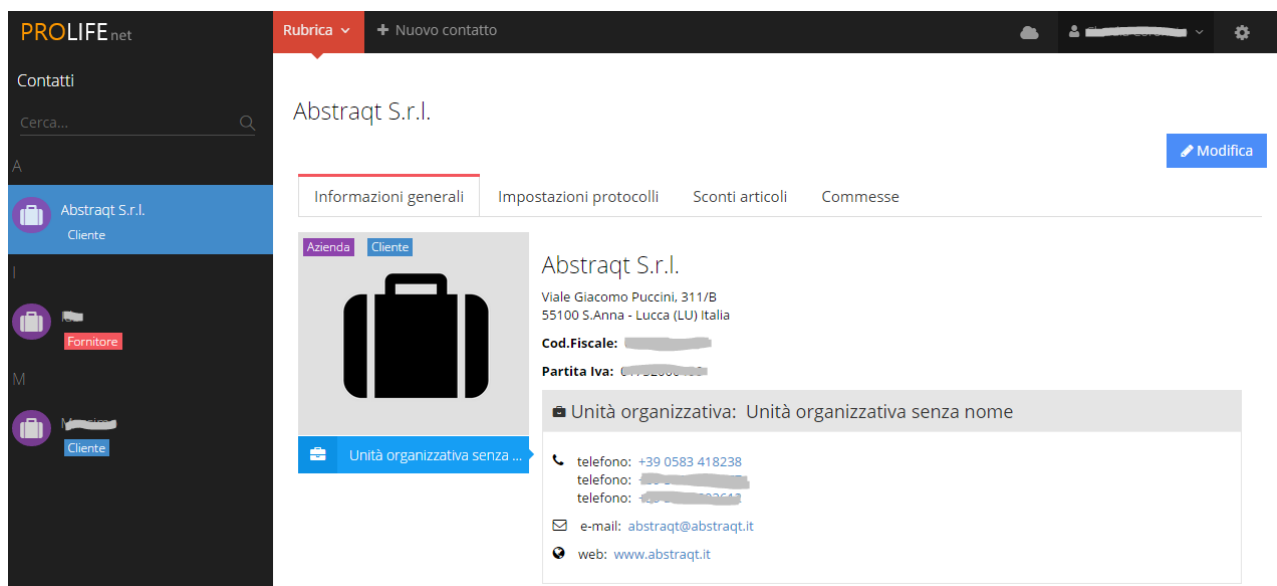 PROLIFE net
Rubrica
+ Nuovo contatto
Contatti
Cerca...
A
Abstraqt S.r.l.
Cliente
I
Fornitore
M
Cliente
Abstraqt S.r.l.
Modifica
Informazioni generali
Impostazioni protocolli
Sconti articoli
Commesse
Azienda
Cliente
Unità organizzativa senza ...
Abstraqt S.r.l.
Viale Giacomo Puccini, 311/B
55100 S.Anna - Lucca (LU) Italia
Cod.Fiscale:
Partita Iva:
Unità organizzativa: Unità organizzativa senza nome
telefono: +39 0583 418238
telefono:
telefono:
e-mail: abstraqt@abstraqt.it
web: www.abstraqt.it